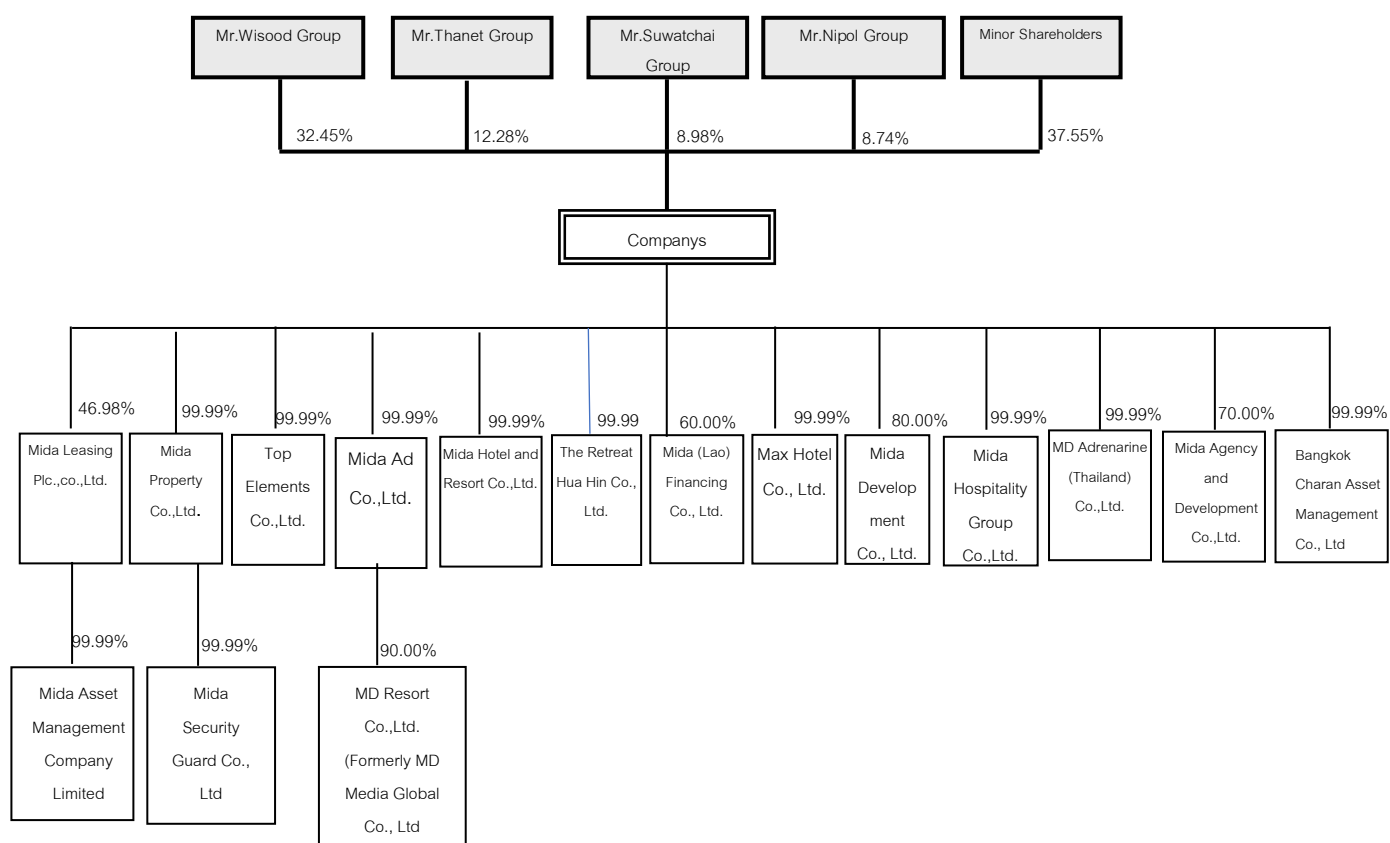 Mr.Wisood Group
Mr.Thanet Group
Mr.Suwatchai
Group
Mr.Nipol Group
Minor Shareholders
32.45%
12.28%
8.98%
8.74%
37.55%
Companys
46.98%
99.99%
99.99%
99.99%
99.99%
99.99
60.00%
99.99%
80.00%
99.99%
99.99%
70.00%
99.99%
Mida Leasing
Plc.,co.,Ltd.
Mida
Property
Co.,Ltd.
Top
Elements
Co.,Ltd.
Mida Ad
Co.,Ltd.
Mida Hotel and
Resort Co.,Ltd.
The Retreat
Hua Hin Co.,
Ltd.
Mida (Lao)
Financing
Co., Ltd.
Max Hotel
Co., Ltd.
Mida
Develop
ment
Co., Ltd.
Mida
Hospitality
Group
Co.,Ltd.
MD Adrenarine
(Thailand)
Co.,Ltd.
Mida Agency
and
Development
Co.,Ltd.
Bangkok
Charan Asset
Management
Co., Ltd
99.99%
99.99%
90.00%
Mida Asset
Management
Company
Limited
Mida
Security
Guard Co.,
Ltd
MD Resort
Co.,Ltd.
(Formerly MD
Media Global
Co., Ltd